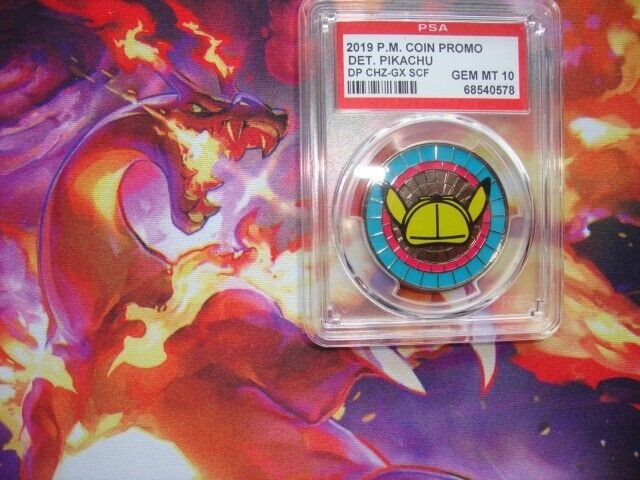 PSA
2019 P.M. COIN PROMO
DET. PIKACHU
DP CHZ-GX SCF GEM MT 10
68540578